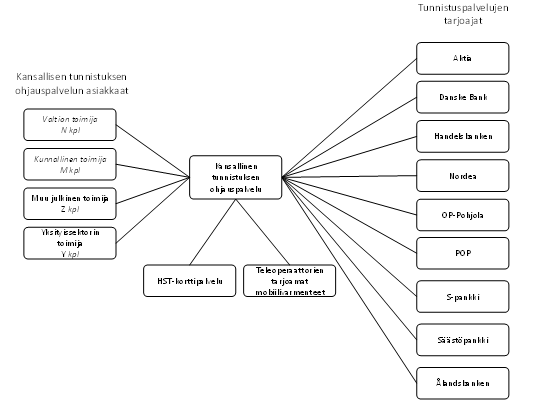 Tunnistuspalvelujen
tarjoajat
Kansallisen tunnistuksen
ohjauspalvelun asiakkaat
Valtion toimija
N kpl
Kunnallinen toimija
M kpl
Muu julkinen toimija
Z kpl
Yksityissektorin
toimija
Y kpl
Kansallinen
tunnistuksen
ohjauspalvelu
HST-korttipalvelu
Teleoperaattorien
tarjoamat
mobiilivarmenteet
Aktia
Danske Bank
Handelsbanken
Nordea
OP-Pohjola
POP
S-pankki
Säästöpankki
Ålandsbanken